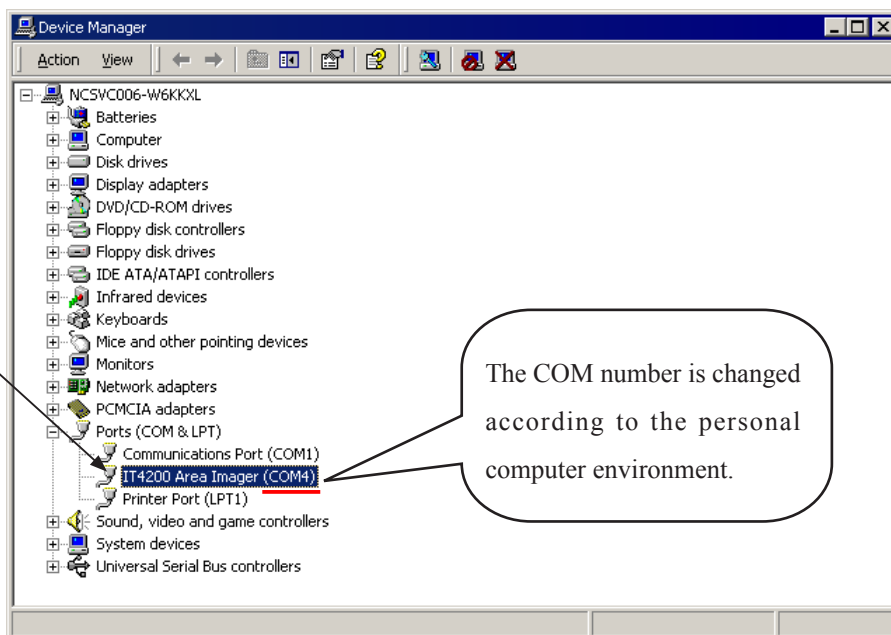 Device Manager
Action View
NCSVC006-W6KKXL
Batteries
Computer
Disk drives
Display adapters
DVD/CD-ROM drives
Floppy disk controllers
Floppy disk drives
IDE ATA/ATAPI controllers
Infrared devices
Keyboards
Mice and other pointing devices
Monitors
Network adapters
PCMCIA adapters
Ports (COM & LPT)
Communications Port (COM1)
IT4200 Area Imager (COM4)
Printer Port (LPT1)
Sound, video and game controllers
System devices
Universal Serial Bus controllers
The COM number is changed
according to the personal
computer environment.